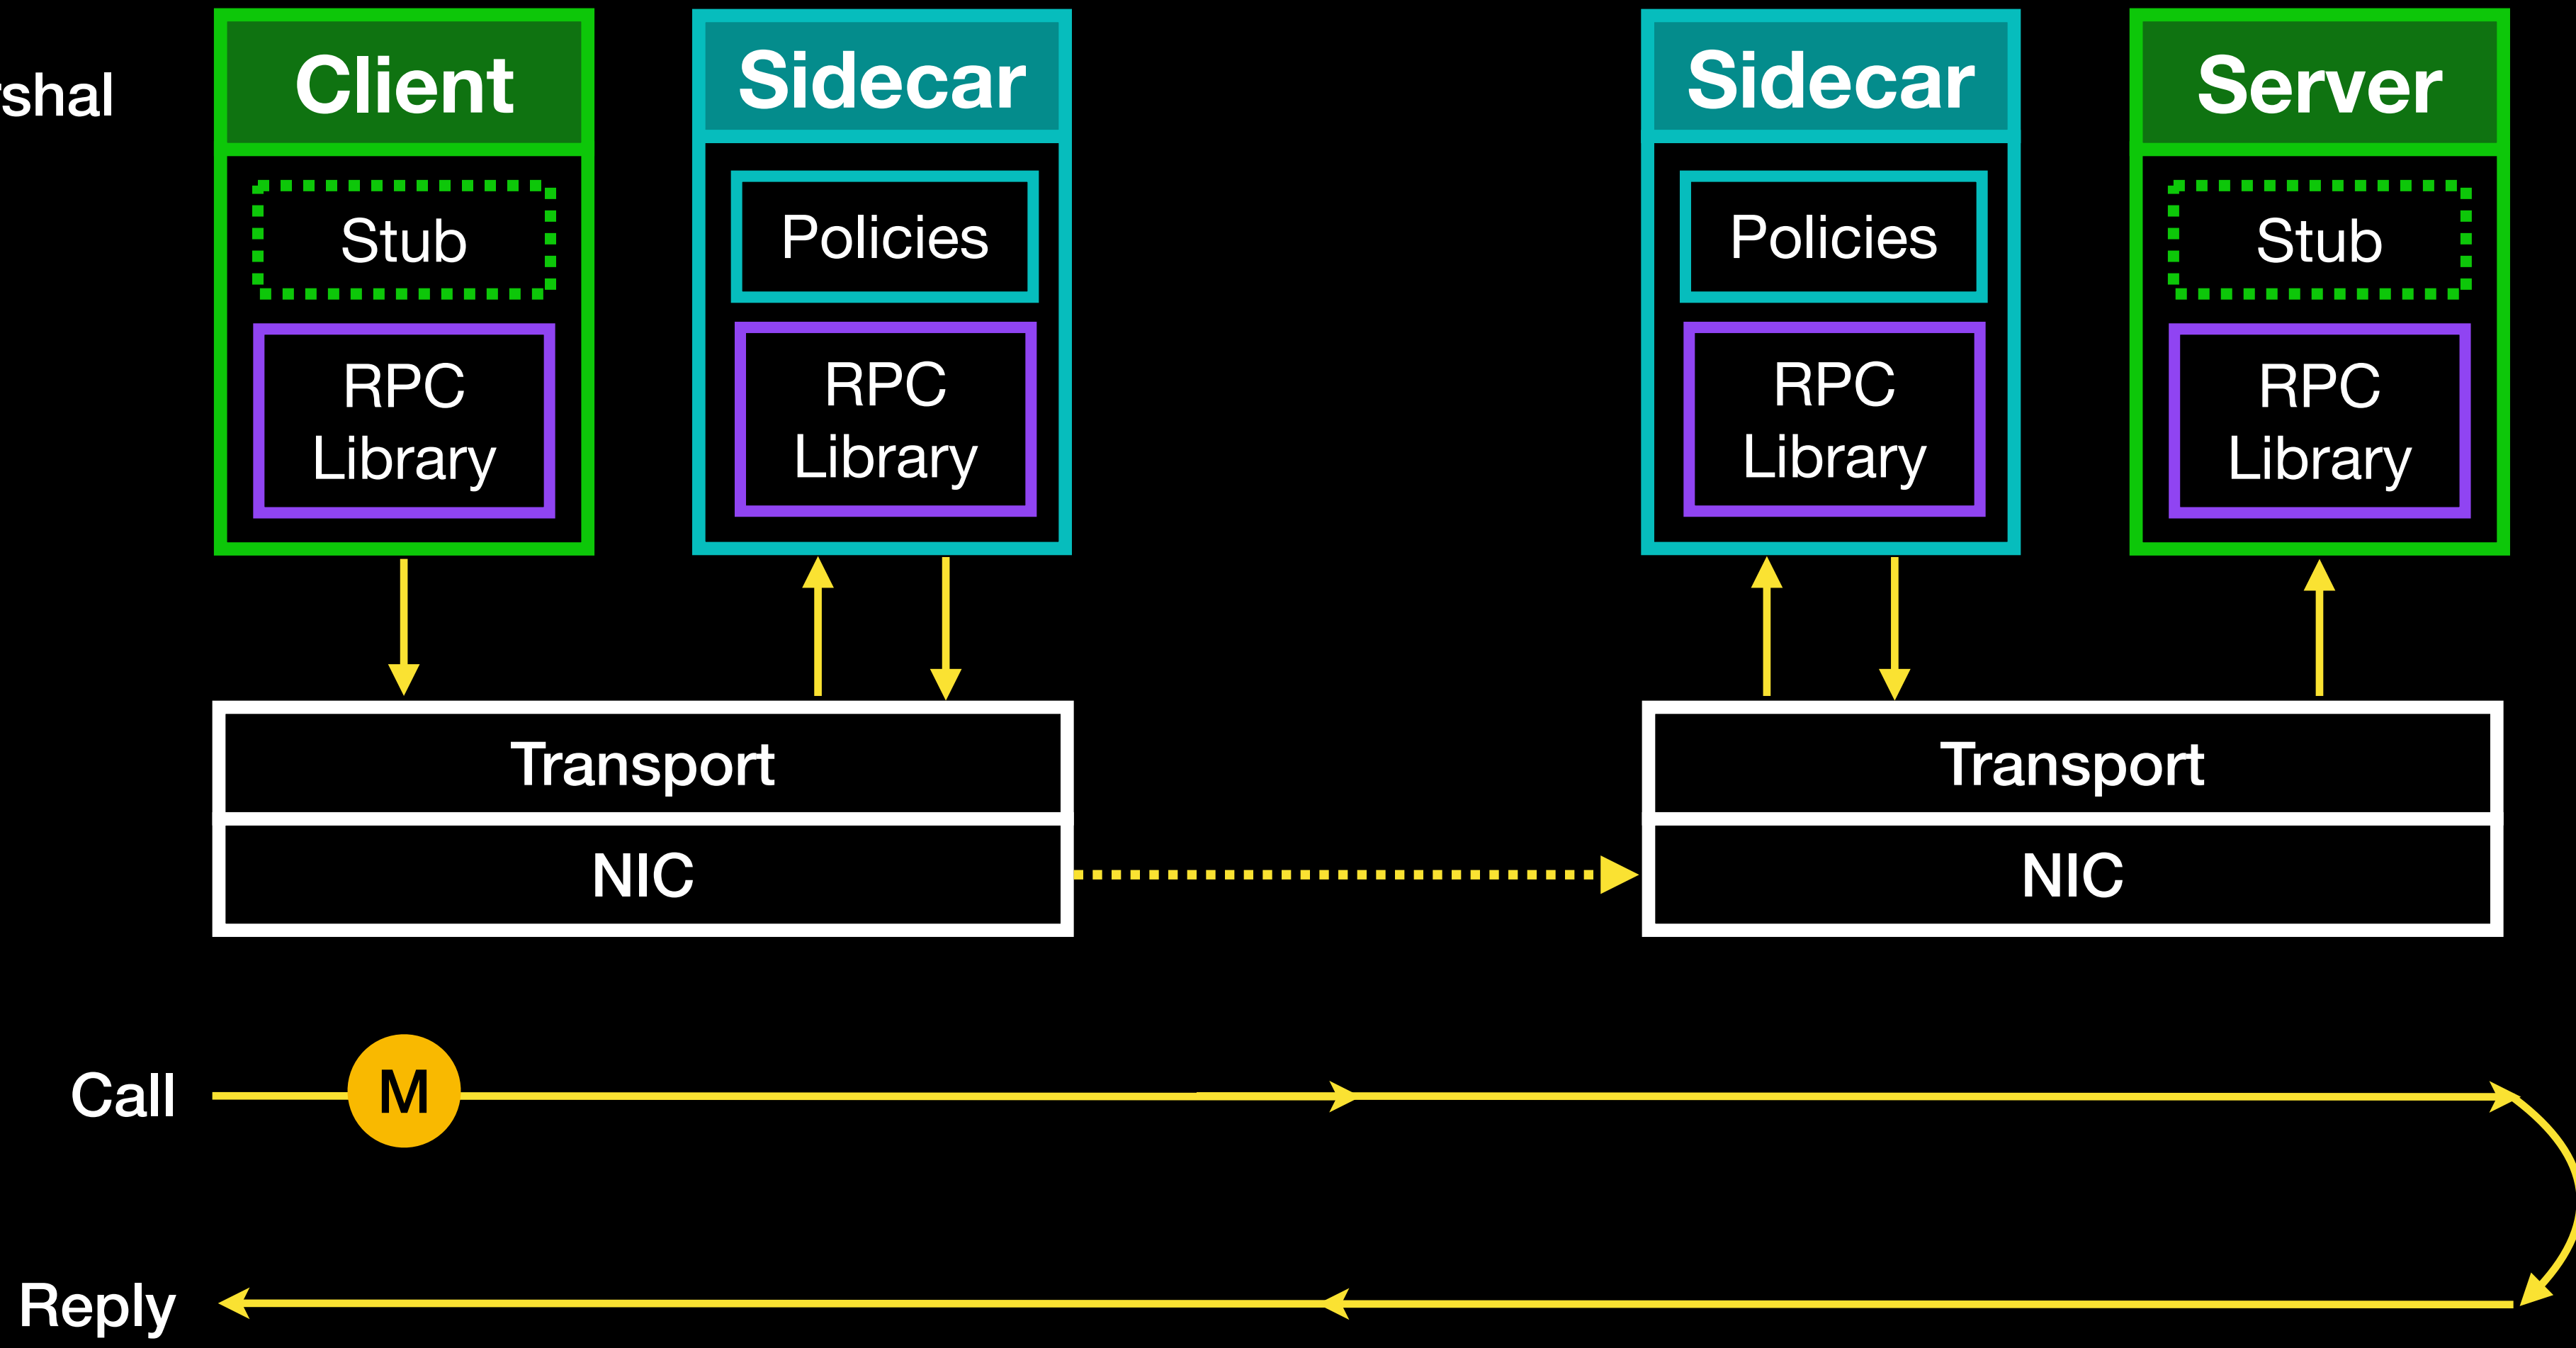 shal
Client
Sidecar
Sidecar
Server
Stub
Policies
Policies
Stub
RPC
Library
RPC
Library
RPC
Library
RPC
Library
Transport
Transport
NIC
NIC
Call
M
Reply